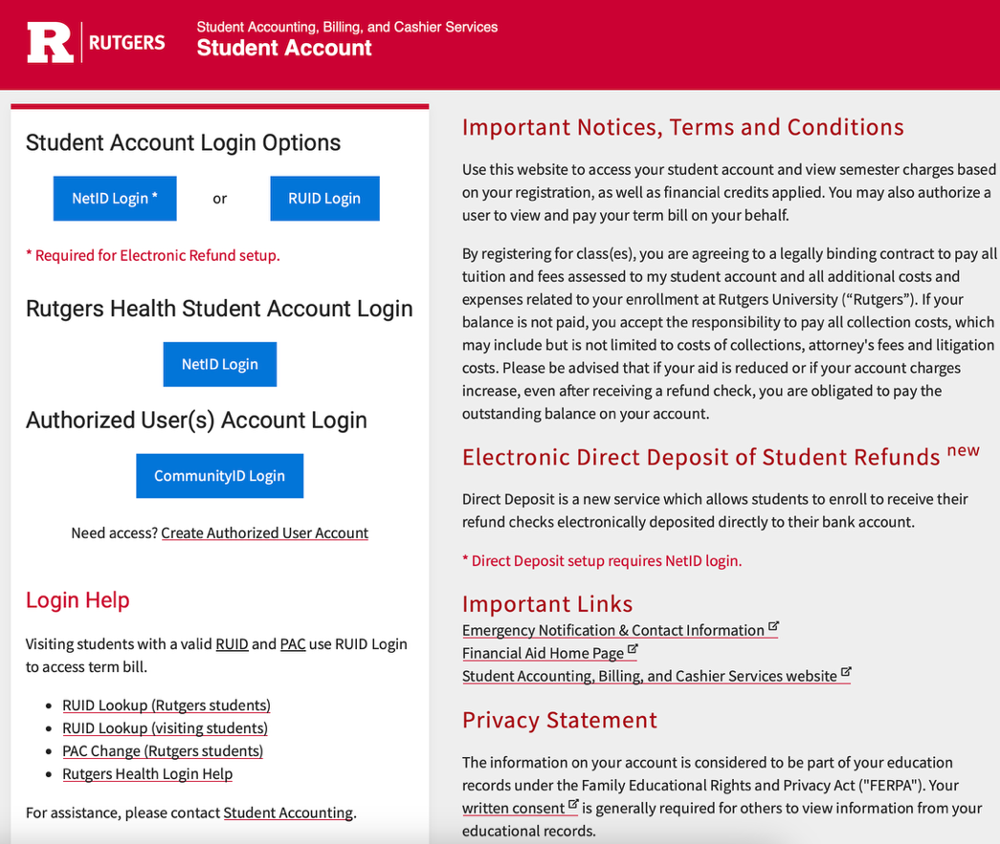 R RUTGERS
Student Accounting, Billing, and Cashier Services
Student Account
Student Account Login Options
NetID Login * or RUID Login
* Required for Electronic Refund setup.
Rutgers Health Student Account Login
NetID Login
Authorized User(s) Account Login
CommunityID Login
Need access? Create Authorized User Account
Login Help
Visiting students with a valid RUID and PAC use RUID Login
to access term bill.
• RUID Lookup (Rutgers students)
• RUID Lookup (visiting students)
• PAC Change (Rutgers students)
• Rutgers Health Login Help
For assistance, please contact Student Accounting.
Important Notices, Terms and Conditions
Use this website to access your student account and view semester charges based
on your registration, as well as financial credits applied. You may also authorize a
user to view and pay your term bill on your behalf.
By registering for class(es), you are agreeing to a legally binding contract to pay all
tuition and fees assessed to my student account and all additional costs and
expenses related to your enrollment at Rutgers University (“Rutgers”). If your
balance is not paid, you accept the responsibility to pay all collection costs, which
may include but is not limited to costs of collections, attorney's fees and litigation
costs. Please be advised that if your aid is reduced or if your account charges
increase, even after receiving a refund check, you are obligated to pay the
outstanding balance on your account.
Electronic Direct Deposit of Student Refunds new
Direct Deposit is a new service which allows students to enroll to receive their
refund checks electronically deposited directly to their bank account.
* Direct Deposit setup requires NetID login.
Important Links
Emergency Notification & Contact Information
Financial Aid Home Page
Student Accounting, Billing, and Cashier Services website
Privacy Statement
The information on your account is considered to be part of your education
records under the Family Educational Rights and Privacy Act ("FERPA"). Your
written consent is generally required for others to view information from your
educational records.